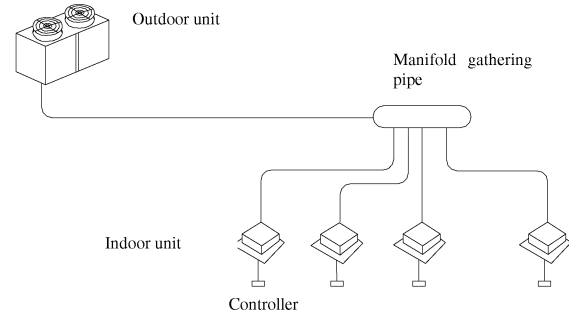 Outdoor unit
Manifold gathering
pipe
Indoor unit
Controller